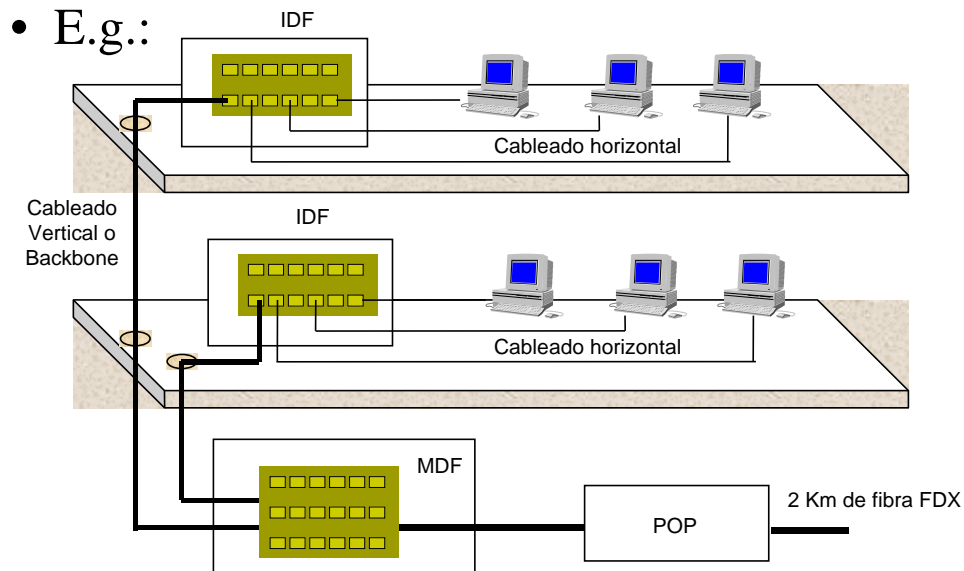 • E.g.:
IDF
Cableado horizontal
Cableado
Vertical o
Backbone
IDF
Cableado horizontal
MDF
POP
2 Km de fibra FDX